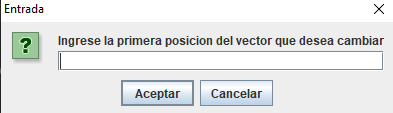 Entrada
Ingrese la primera posicion del vector que desea cambiar
Aceptar
Cancelar